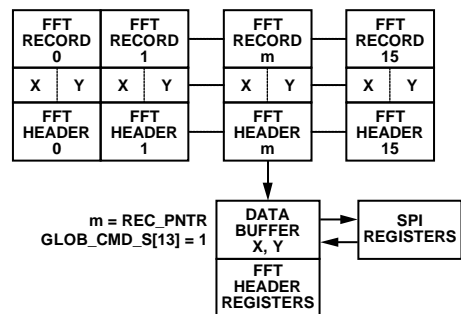 FFT RECORD 0
FFT RECORD 1
FFT RECORD m
FFT RECORD 15
X Y X Y X Y X Y
FFT HEADER 0
FFT HEADER 1
FFT HEADER m
FFT HEADER 15
m = REC_PNTR
GLOB_CMD_S[13] = 1
DATA
BUFFER
X, Y
SPI
REGISTERS
FFT
HEADER
REGISTERS